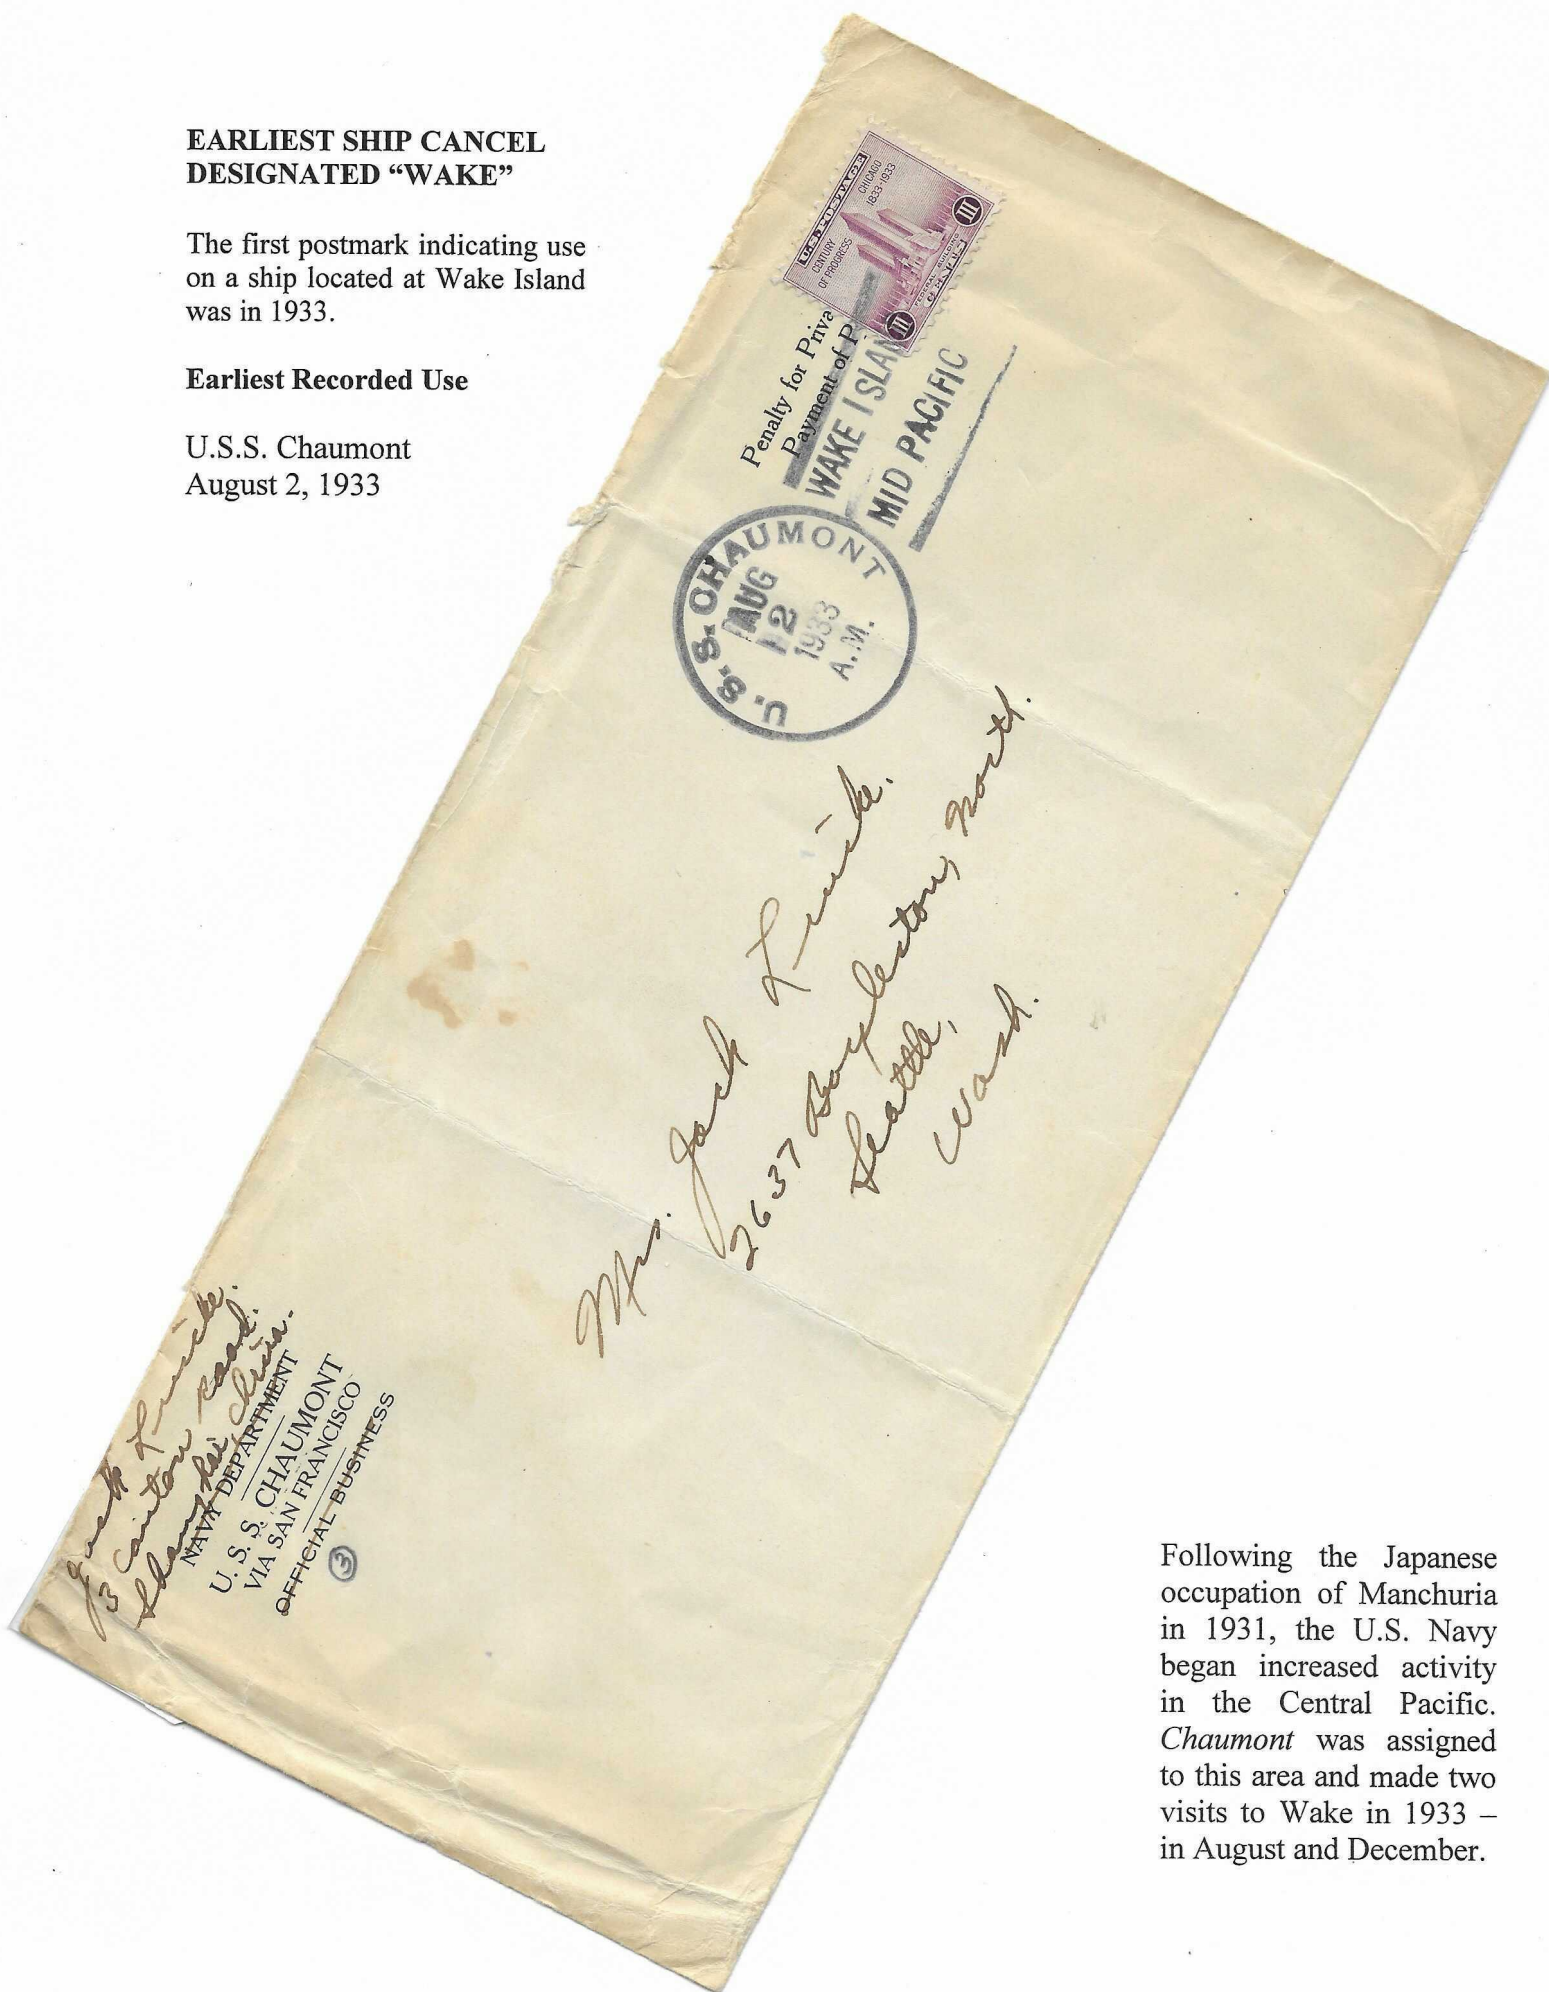 EARLIEST SHIP CANCEL
DESIGNATED “WAKE”
The first postmark indicating use
on a ship located at Wake Island
was in 1933.
Earliest Recorded Use
U.S.S. Chaumont
August 2, 1933
U.S. POSTAGE
CHICAGO
1833-1933
CENTURY
OF PROGRESS
FEDERAL BUILDING
III
III
Penalty for Priva
Payment of P
WAKE ISLAN
MID PACIFIC
U. S. S. CHAUMONT
AUG
2
1933
A.M.
Mrs. Jack
2637 Boyleston, North.
Seattle,
Wash.
Jack
3 Canton Road.
Shanghai China.
NAVY DEPARTMENT
U. S. S. CHAUMONT
VIA SAN FRANCISCO
OFFICIAL BUSINESS
3
Following the Japanese
occupation of Manchuria
in 1931, the U.S. Navy
began increased activity
in the Central Pacific.
Chaumont was assigned
to this area and made two
visits to Wake in 1933 –
in August and December.